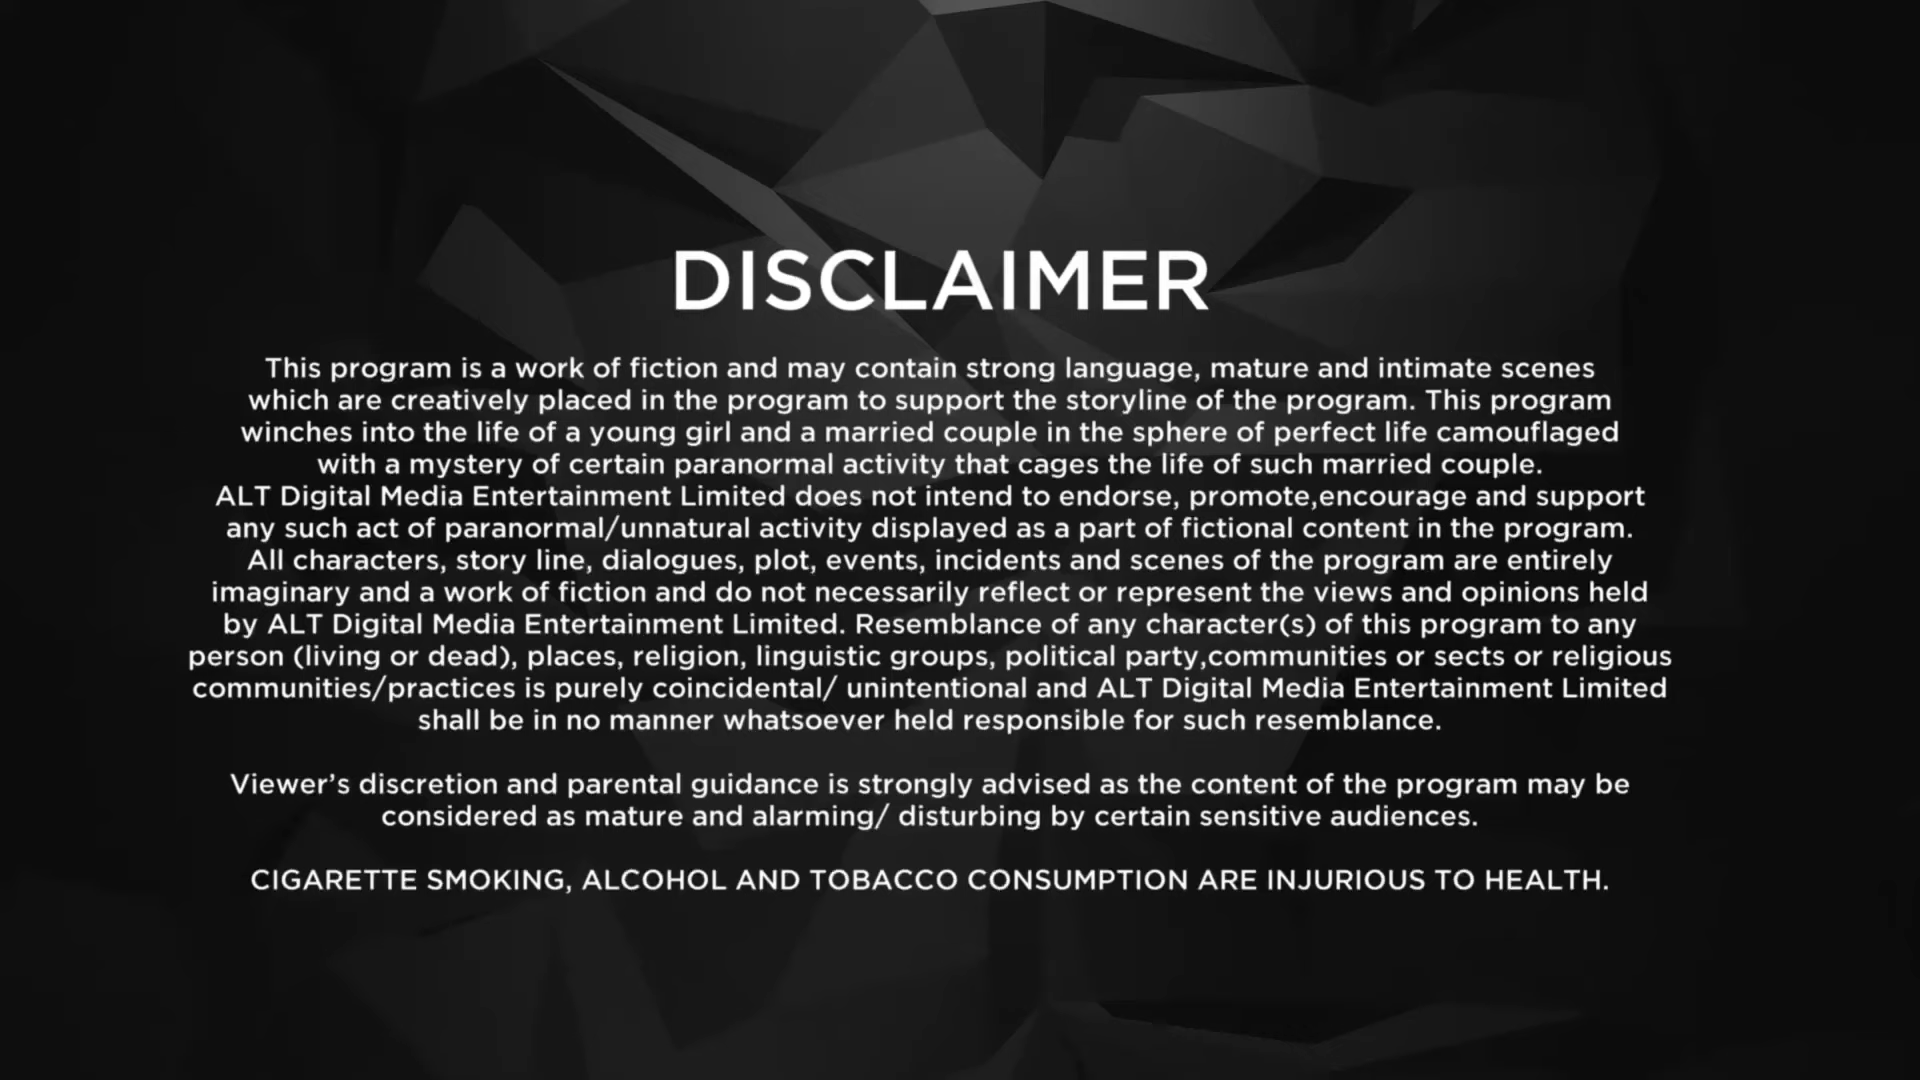 DISCLAIMER
This program is a work of fiction and may contain strong language, mature and intimate scenes
which are creatively placed in the program to support the storyline of the program. This program
winches into the life of a young girl and a married couple in the sphere of perfect life camouflaged
with a mystery of certain paranormal activity that cages the life of such married couple.
ALT Digital Media Entertainment Limited does not intend to endorse, promote,encourage and support
any such act of paranormal/unnatural activity displayed as a part of fictional content in the program.
All characters, story line, dialogues, plot, events, incidents and scenes of the program are entirely
imaginary and a work of fiction and do not necessarily reflect or represent the views and opinions held
by ALT Digital Media Entertainment Limited. Resemblance of any character(s) of this program to any
person (living or dead), places, religion, linguistic groups, political party,communities or sects or religious
communities/practices is purely coincidental/ unintentional and ALT Digital Media Entertainment Limited
shall be in no manner whatsoever held responsible for such resemblance.
Viewer’s discretion and parental guidance is strongly advised as the content of the program may be
considered as mature and alarming/ disturbing by certain sensitive audiences.
CIGARETTE SMOKING, ALCOHOL AND TOBACCO CONSUMPTION ARE INJURIOUS TO HEALTH.